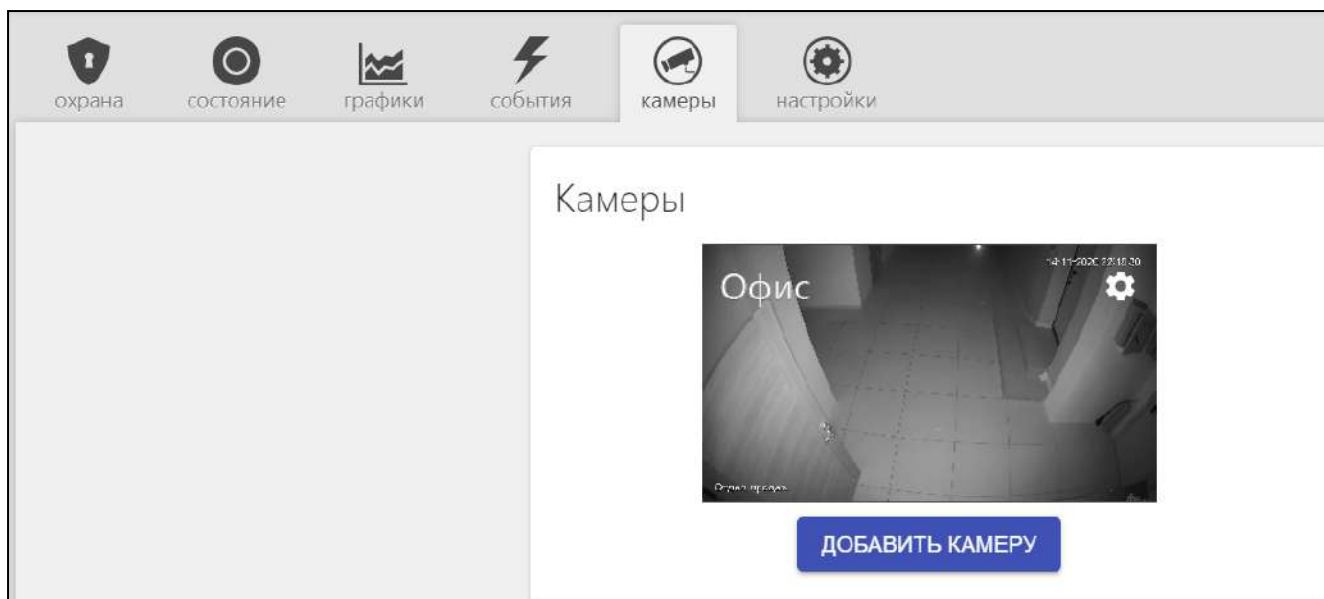 охрана
состояние
графики
события
камеры
настройки
Камеры
Офис
ДОБАВИТЬ КАМЕРУ